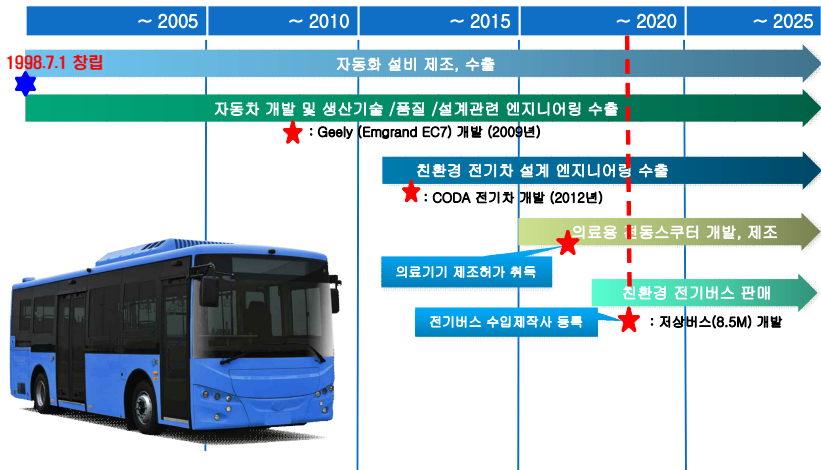 ~ 2005
~ 2010
~ 2015
~ 2020
~ 2025
1998.7.1 창립
자동화 설비 제조, 수출
자동차 개발 및 생산기술 /품질 /설계관련 엔지니어링 수출
: Geely (Emgrand EC7) 개발 (2009년)
친환경 전기차 설계 엔지니어링 수출
: CODA 전기차 개발 (2012년)
의료용 전동스쿠터 개발, 제조
의료기기 제조허가 취득
친환경 전기버스 판매
전기버스 수입제작사 등록
: 저상버스(8.5M) 개발